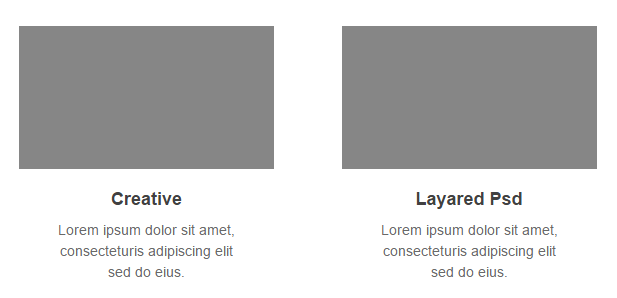 Creative
Lorem ipsum dolor sit amet,
consecteturis adipiscing elit
sed do eius.
Layared Psd
Lorem ipsum dolor sit amet,
consecteturis adipiscing elit
sed do eius.